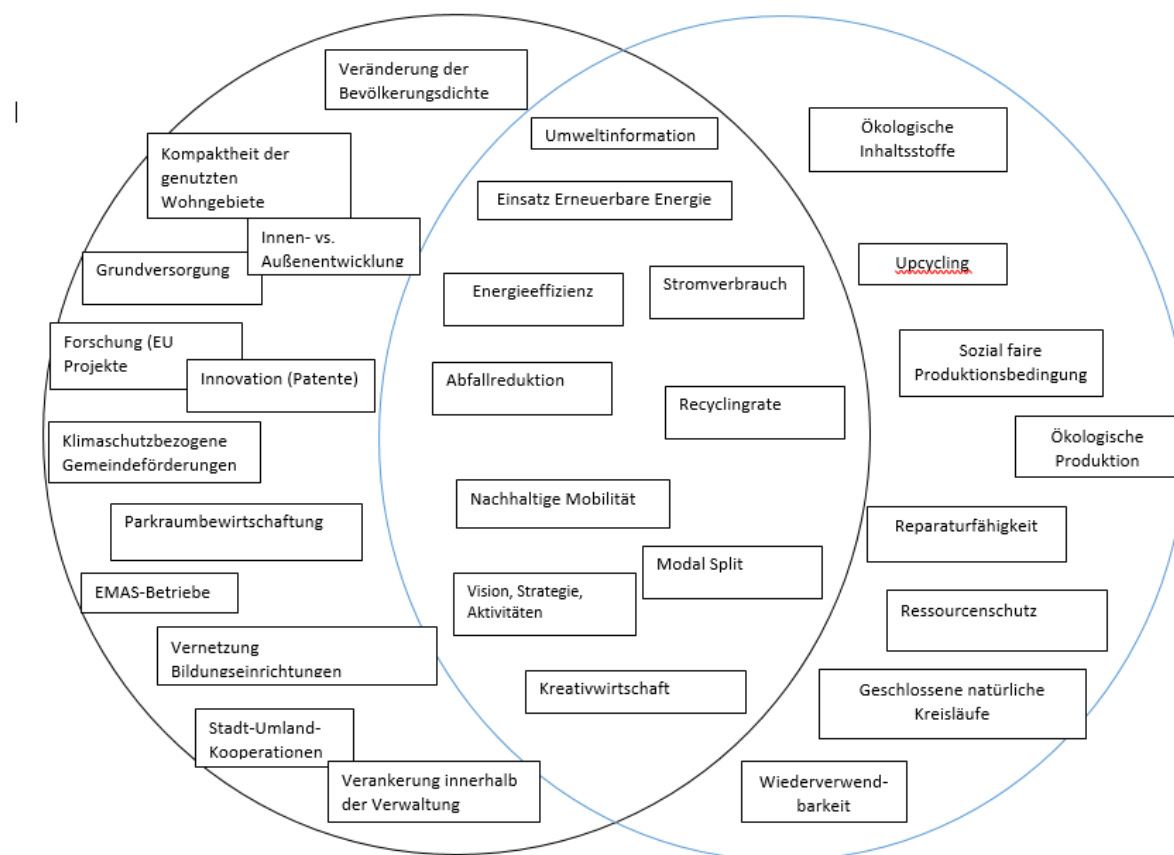 Veränderung der
Bevölkerungsdichte
Umweltinformation
Ökologische
Inhaltsstoffe
Kompaktheit der
genutzten
Wohngebiete
Einsatz Erneuerbare Energie
Innen- vs.
Außenentwicklung
Grundversorgung
Upcycling
Energieeffizienz
Stromverbrauch
Forschung (EU
Projekte
Innovation (Patente)
Sozial faire
Produktionsbedingung
Abfallreduktion
Recyclingrate
Klimaschutzbezogene
Gemeindeförderungen
Ökologische
Produktion
Nachhaltige Mobilität
Parkraumbewirtschaftung
Reparaturfähigkeit
Modal Split
EMAS-Betriebe
Vision, Strategie,
Aktivitäten
Ressourcenschutz
Vernetzung
Bildungseinrichtungen
Kreativwirtschaft
Geschlossene natürliche
Kreisläufe
Stadt-Umland-
Kooperationen
Verankerung innerhalb
der Verwaltung
Wiederverwend-
barkeit